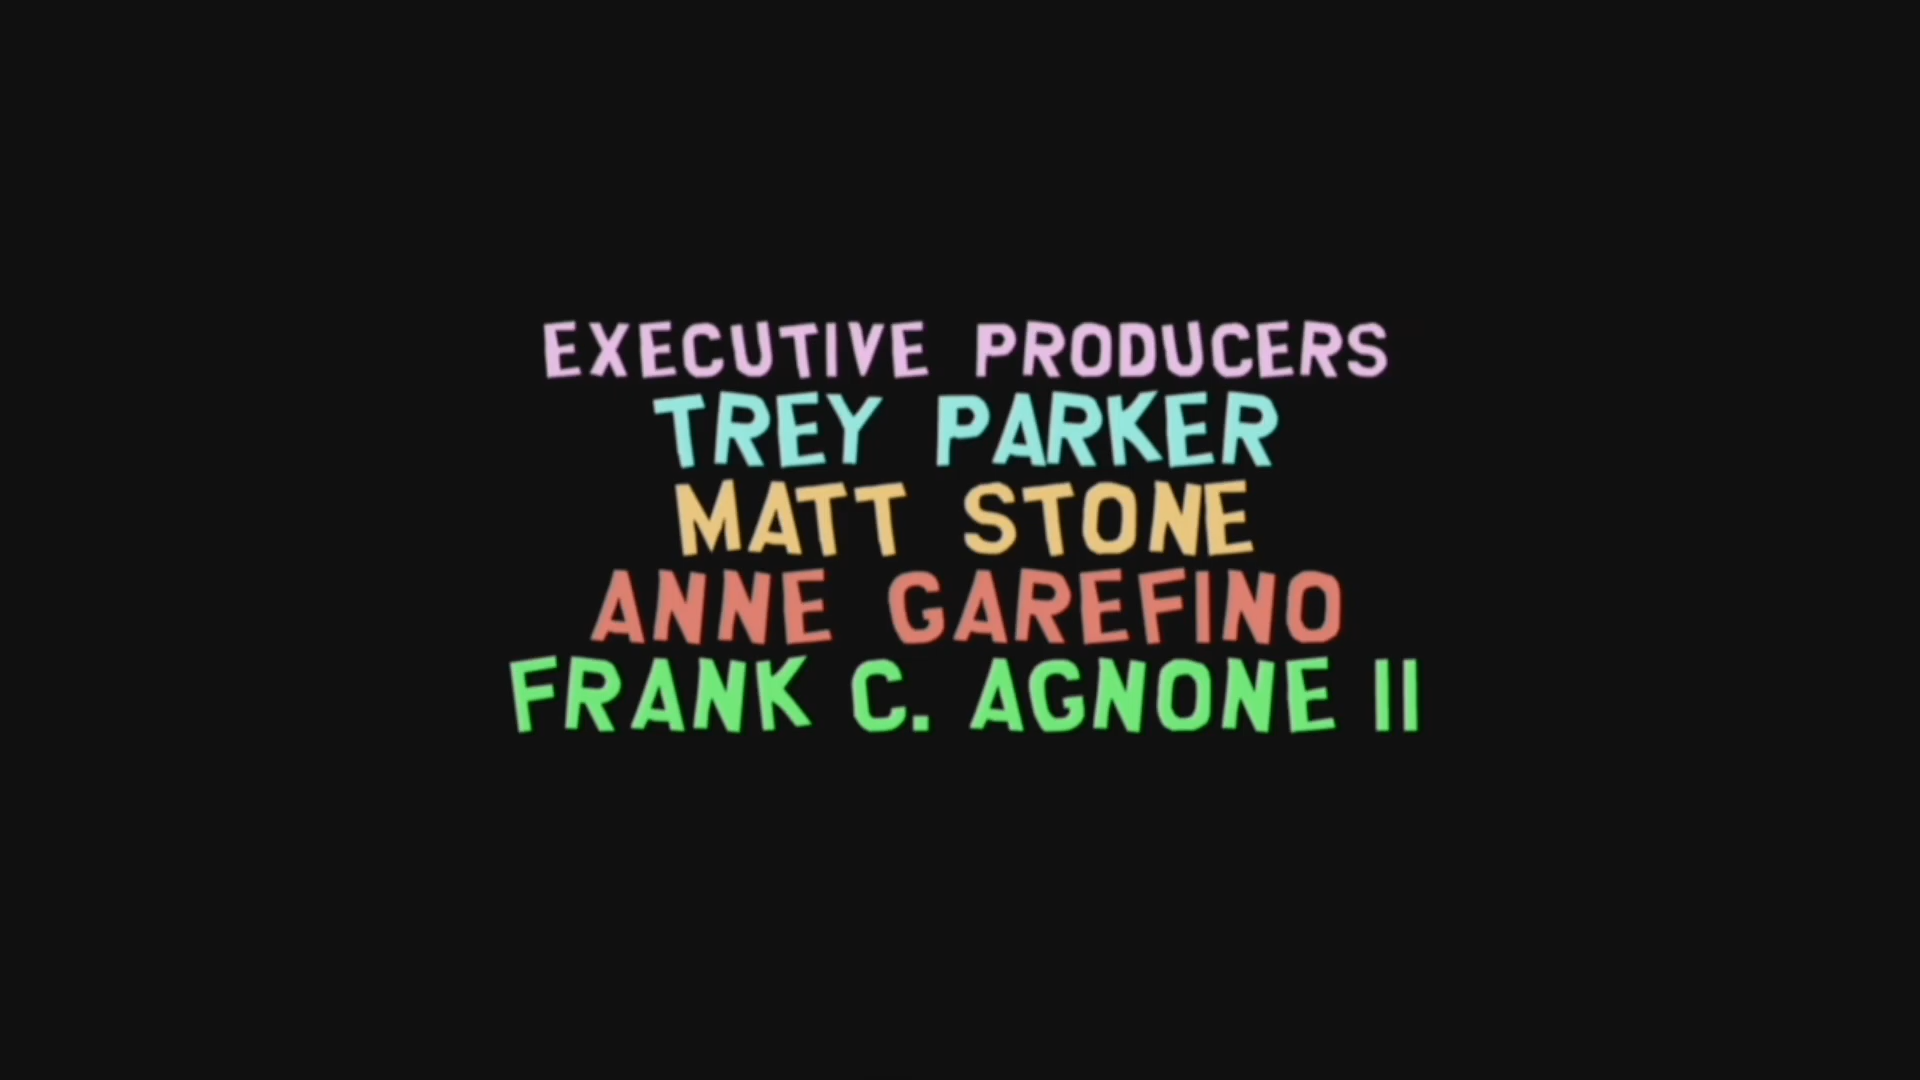 EXECUTIVE PRODUCERS
TREY PARKER
MATT STONE
ANNE GAREFINO
FRANK C. AGNONE II